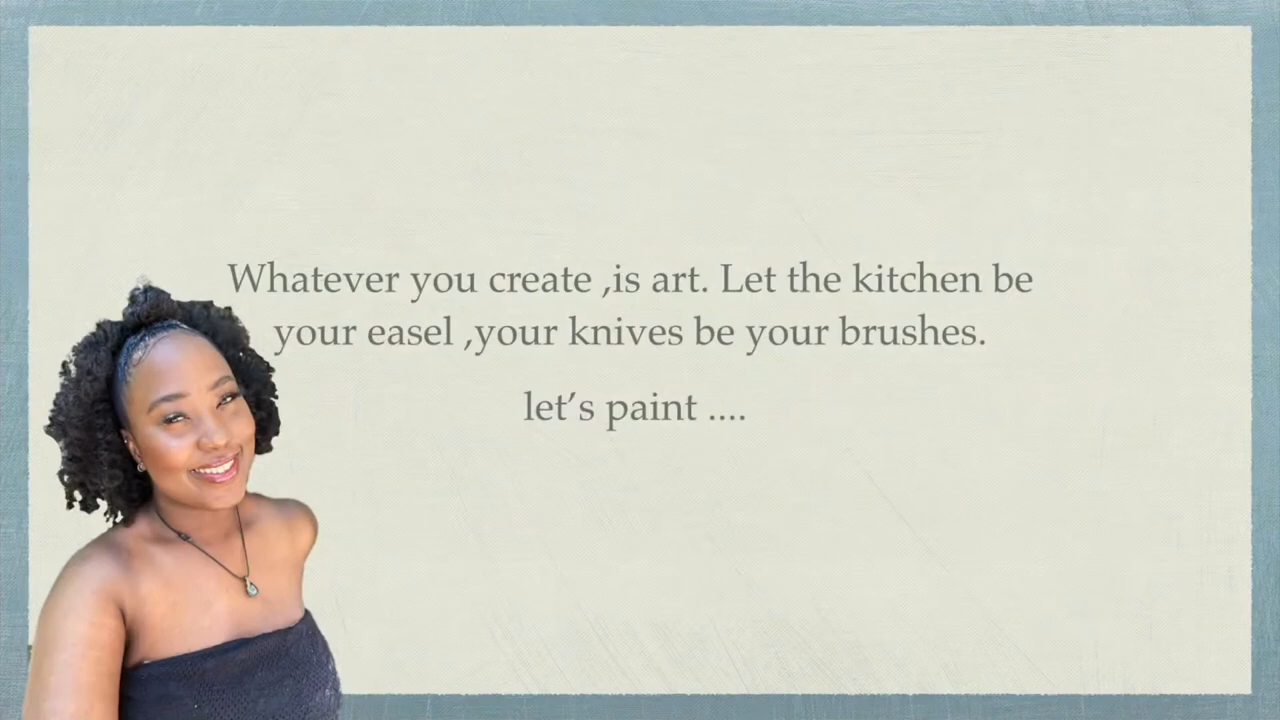 Whatever you create ,is art. Let the kitchen be
your easel ,your knives be your brushes.
let’s paint ....